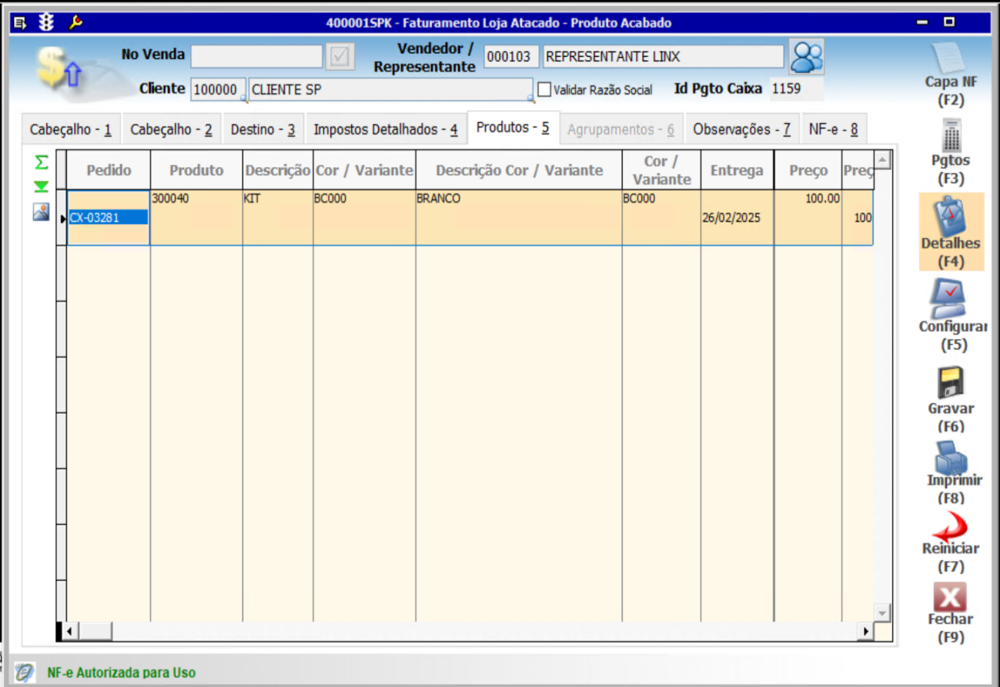 400001SPK - Faturamento Loja Atacado - Produto Acabado
No Venda
Vendedor /
Representante
000103
REPRESENTANTE LINX
Cliente
100000
CLIENTE SP
Validar Razão Social
Id Pgto Caixa
1159
Cabeçalho - 1
Cabeçalho - 2
Destino - 3
Impostos Detalhados - 4
Produtos - 5
Agrupamentos - 6
Observações - 7
NF-e - 8
Pedido
Produto
Descrição
Cor / Variante
Descrição Cor / Variante
Cor /
Variante
Entrega
Preço
Preç
CX-03281
300040
KIT
BC000
BRANCO
BC000
26/02/2025
100.00
100
Capa NF
(F2)
Pgtos
(F3)
Detalhes
(F4)
Configurar
(F5)
Gravar
(F6)
Imprimir
(F8)
Reiniciar
(F7)
Fechar
(F9)
NF-e Autorizada para Uso